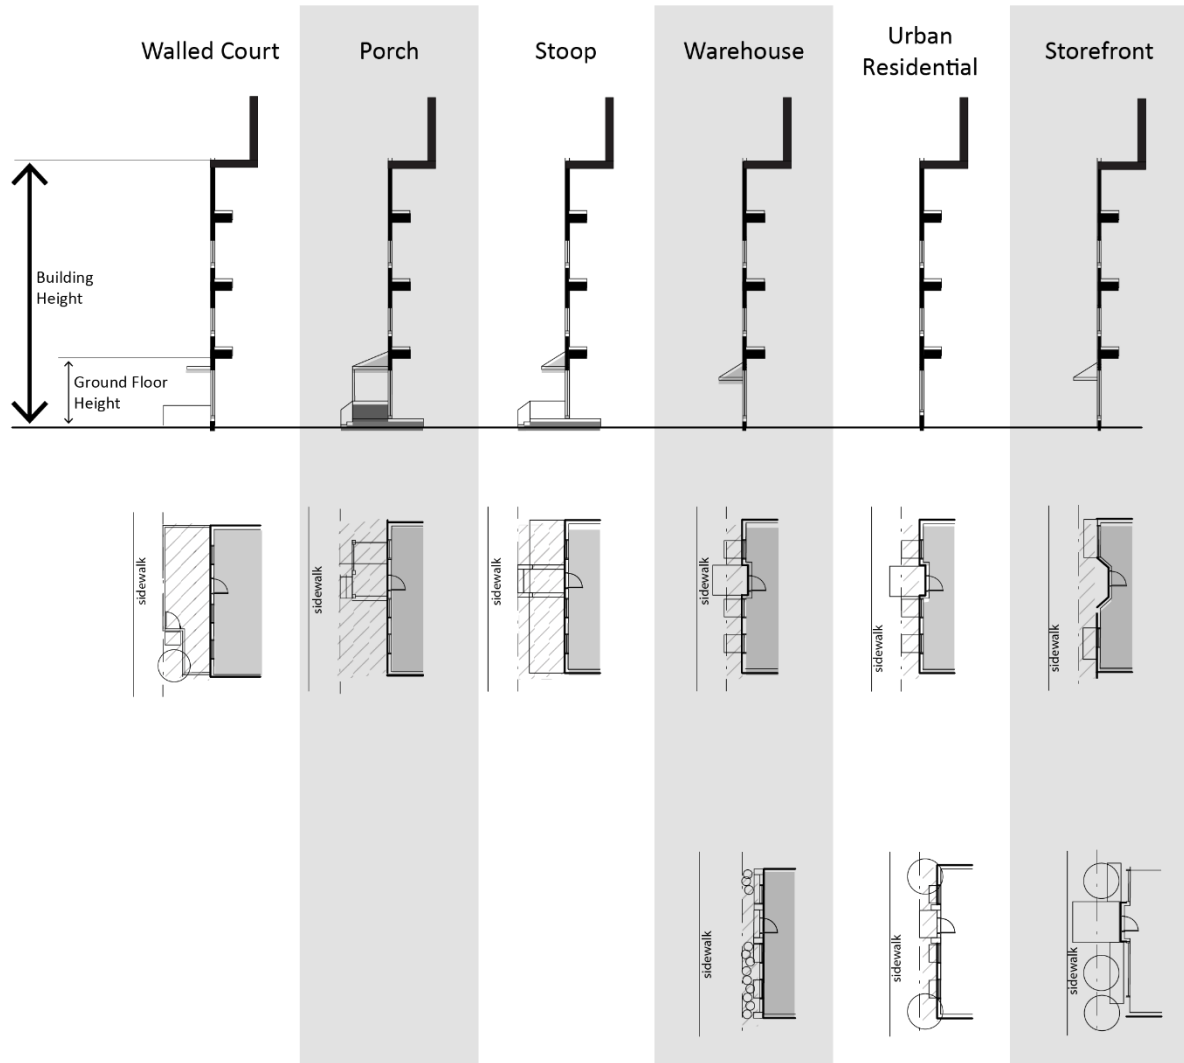 Walled Court
Porch
Stoop
Warehouse
Urban
Residential
Storefront
Building
Height
Ground Floor
Height
sidewalk
sidewalk
sidewalk
sidewalk
sidewalk
sidewalk
sidewalk
sidewalk
sidewalk